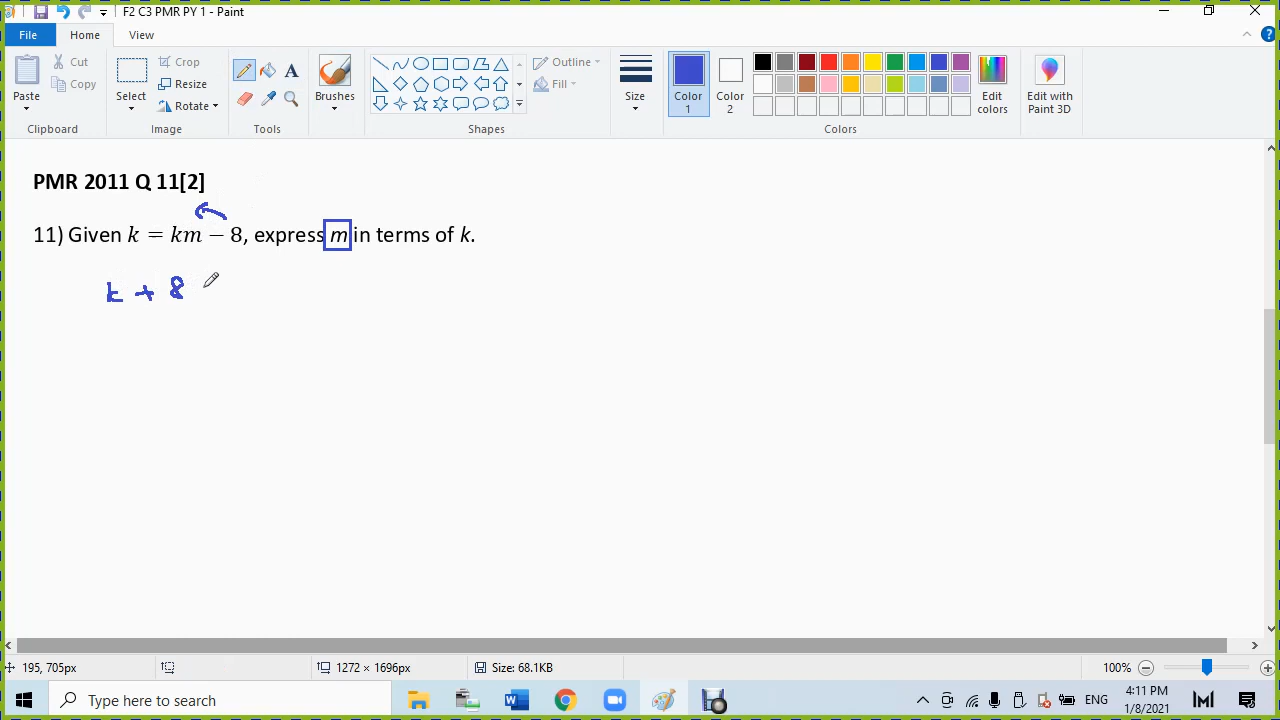 F2 C3 PMR PY 1 - Paint
File Home View
Paste Cut Copy Clipboard
Select Crop Resize Rotate Image
A Tools
Brushes
Outline Fill Shapes
Size
Color 1 Color 2 Edit colors Colors
Edit with Paint 3D
PMR 2011 Q 11[2]
11) Given k = km − 8, express m in terms of k.
k + 8
195, 705px 1272 × 1696px Size: 68.1KB 100%
Type here to search W ENG 4:11 PM
1/8/2021